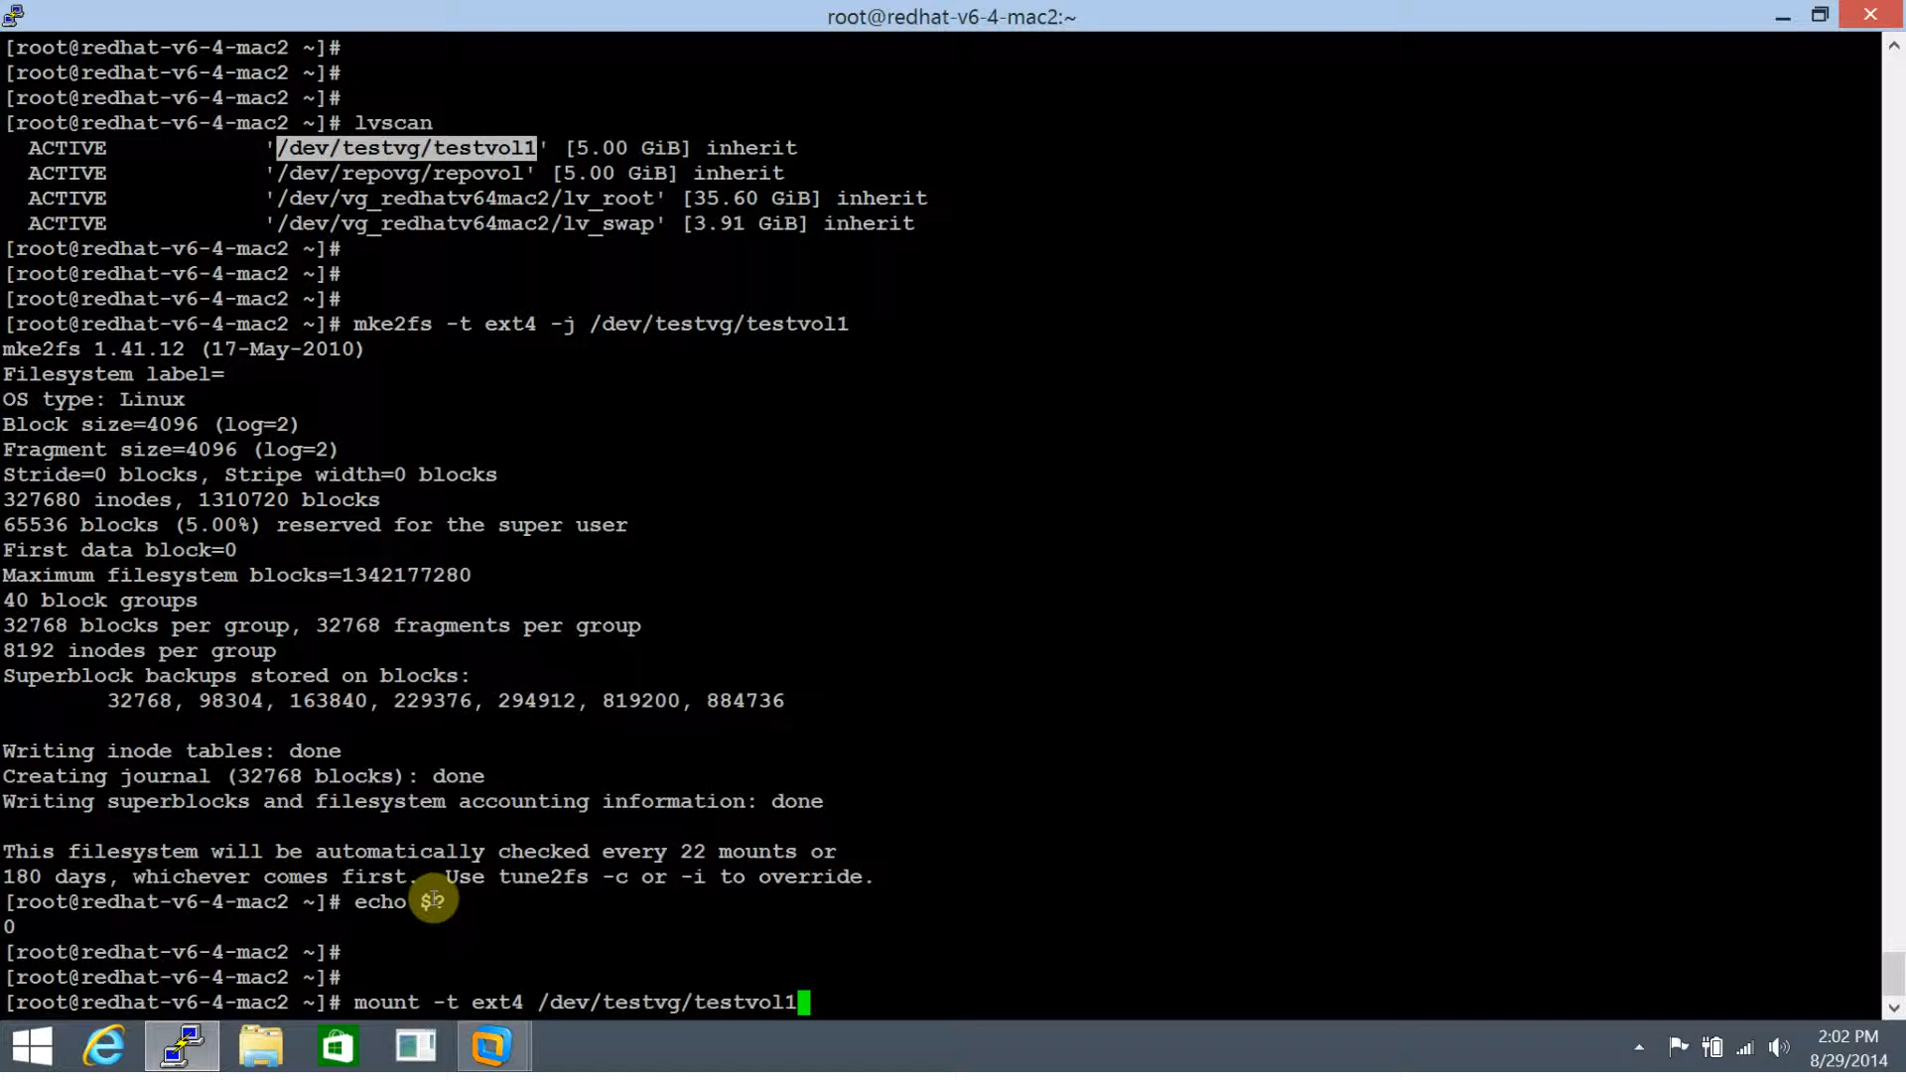 root@redhat-v6-4-mac2:~
[root@redhat-v6-4-mac2 ~]#
[root@redhat-v6-4-mac2 ~]#
[root@redhat-v6-4-mac2 ~]#
[root@redhat-v6-4-mac2 ~]# lvscan
  ACTIVE            '/dev/testvg/testvol1' [5.00 GiB] inherit
  ACTIVE            '/dev/repovg/repovol' [5.00 GiB] inherit
  ACTIVE            '/dev/vg_redhatv64mac2/lv_root' [35.60 GiB] inherit
  ACTIVE            '/dev/vg_redhatv64mac2/lv_swap' [3.91 GiB] inherit
[root@redhat-v6-4-mac2 ~]#
[root@redhat-v6-4-mac2 ~]#
[root@redhat-v6-4-mac2 ~]#
[root@redhat-v6-4-mac2 ~]# mke2fs -t ext4 -j /dev/testvg/testvol1
mke2fs 1.41.12 (17-May-2010)
Filesystem label=
OS type: Linux
Block size=4096 (log=2)
Fragment size=4096 (log=2)
Stride=0 blocks, Stripe width=0 blocks
327680 inodes, 1310720 blocks
65536 blocks (5.00%) reserved for the super user
First data block=0
Maximum filesystem blocks=1342177280
40 block groups
32768 blocks per group, 32768 fragments per group
8192 inodes per group
Superblock backups stored on blocks:
        32768, 98304, 163840, 229376, 294912, 819200, 884736
Writing inode tables: done
Creating journal (32768 blocks): done
Writing superblocks and filesystem accounting information: done
This filesystem will be automatically checked every 22 mounts or
180 days, whichever comes first.  Use tune2fs -c or -i to override.
[root@redhat-v6-4-mac2 ~]# echo $?
0
[root@redhat-v6-4-mac2 ~]#
[root@redhat-v6-4-mac2 ~]#
[root@redhat-v6-4-mac2 ~]# mount -t ext4 /dev/testvg/testvol1
2:02 PM
8/29/2014